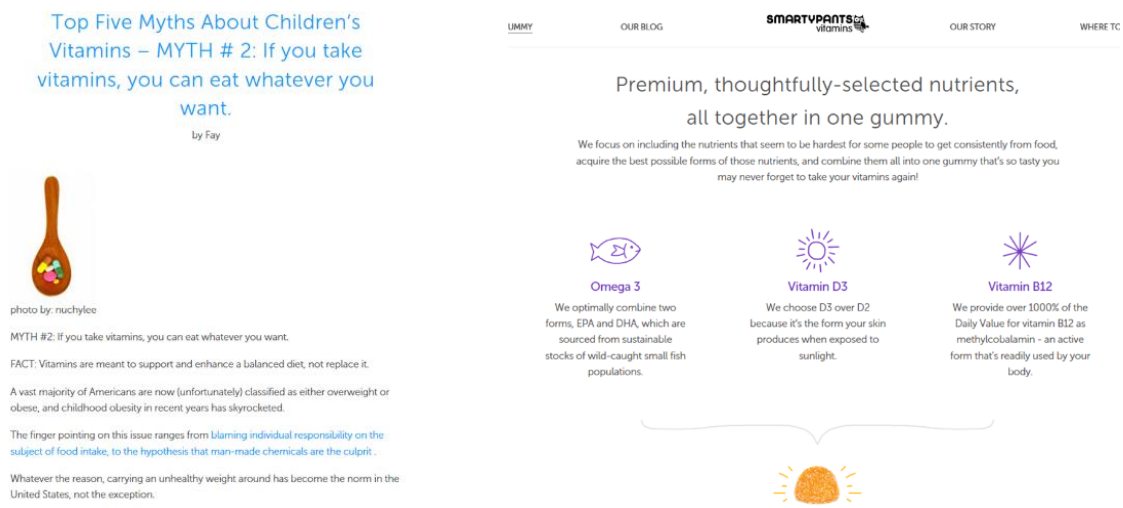 Top Five Myths About Children's
Vitamins – MYTH # 2: If you take
vitamins, you can eat whatever you
want.
by Fay
photo by: nuchylee
MYTH #2: If you take vitamins, you can eat whatever you want.
FACT: Vitamins are meant to support and enhance a balanced diet, not replace it.
A vast majority of Americans are now (unfortunately) classified as either overweight or
obese, and childhood obesity in recent years has skyrocketed.
The finger pointing on this issue ranges from blaming individual responsibility on the
subject of food intake, to the hypothesis that man-made chemicals are the culprit .
Whatever the reason, carrying an unhealthy weight around has become the norm in the
United States, not the exception.
UMMY
OUR BLOG
SMARTYPANTS
vitamins
OUR STORY
WHERE TO
Premium, thoughtfully-selected nutrients,
all together in one gummy.
We focus on including the nutrients that seem to be hardest for some people to get consistently from food,
acquire the best possible forms of those nutrients, and combine them all into one gummy that's so tasty you
may never forget to take your vitamins again!
Omega 3
We optimally combine two
forms, EPA and DHA, which are
sourced from sustainable
stocks of wild-caught small fish
populations.
Vitamin D3
We choose D3 over D2
because it's the form your skin
produces when exposed to
sunlight.
Vitamin B12
We provide over 1000% of the
Daily Value for vitamin B12 as
methylcobalamin - an active
form that's readily used by your
body.